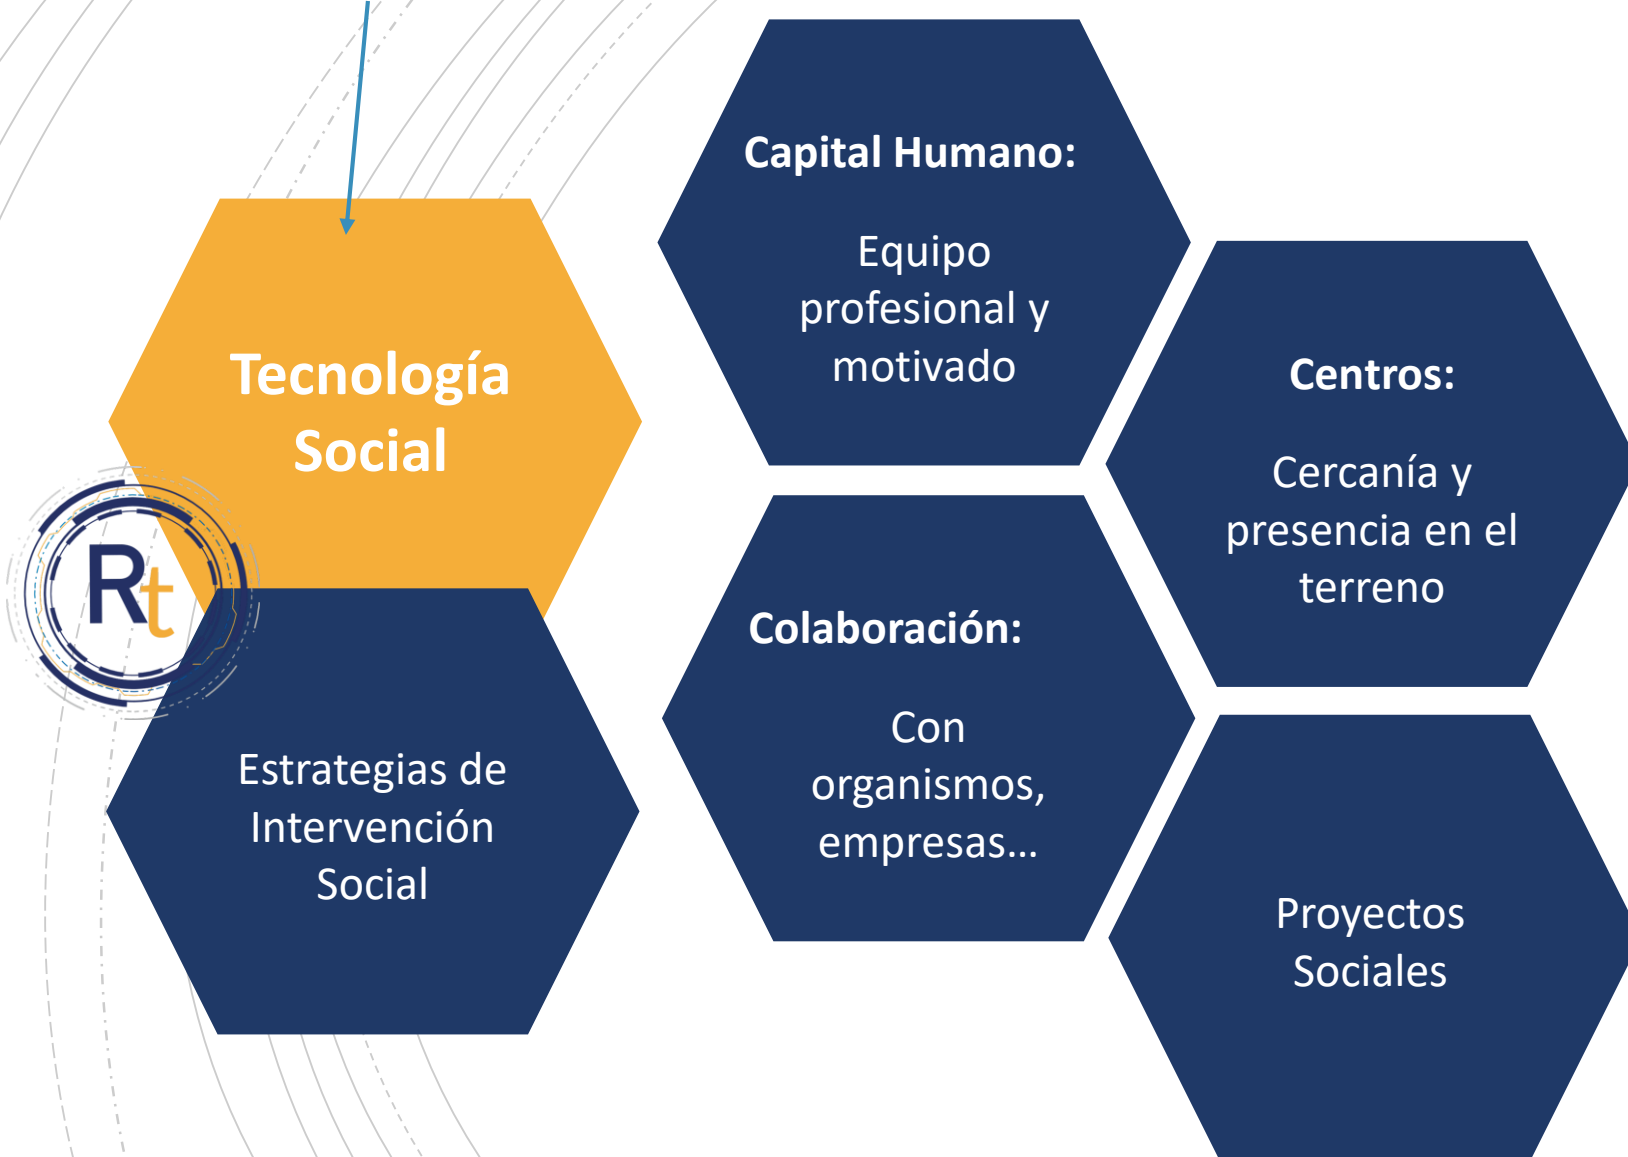 Tecnología
Social
Rt
Estrategias de
Intervención
Social
Capital Humano:
Equipo
profesional y
motivado
Colaboración:
Con
organismos,
empresas...
Centros:
Cercanía y
presencia en el
terreno
Proyectos
Sociales